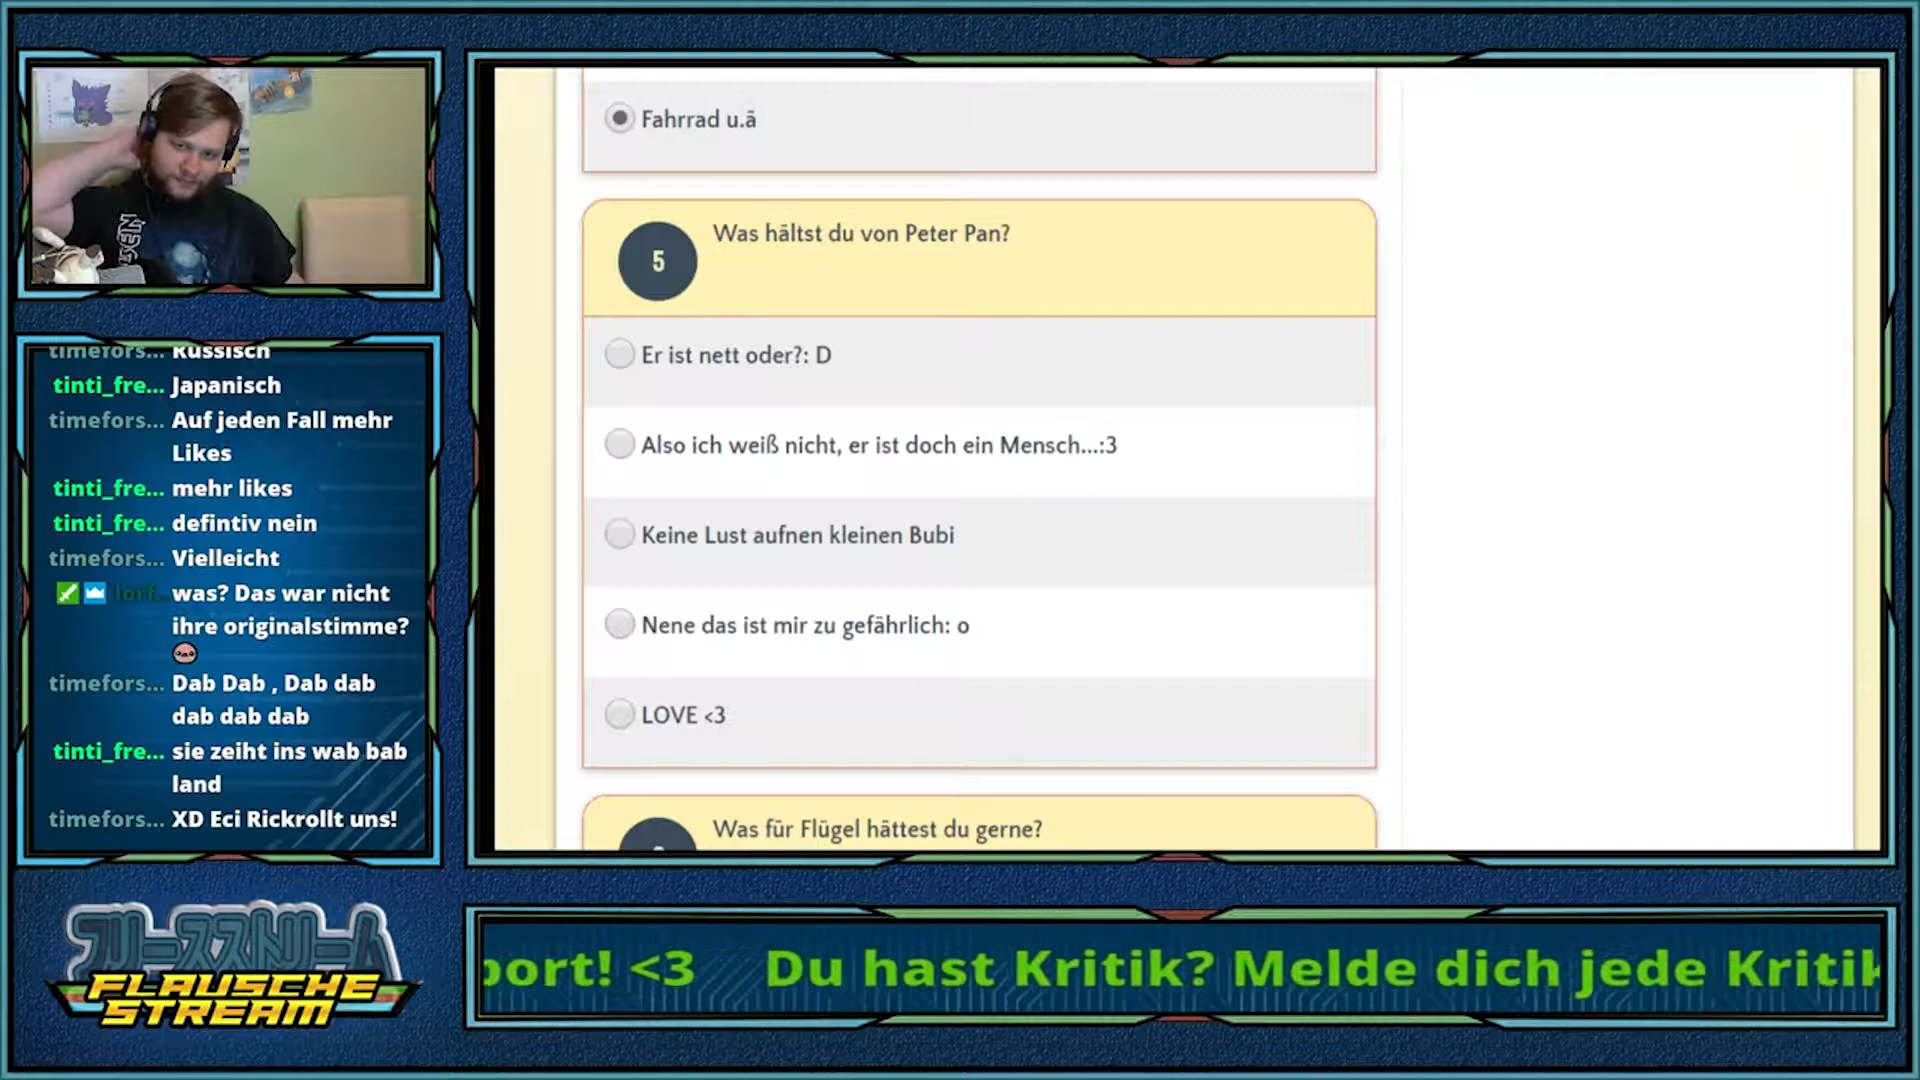 Fahrrad u.ä
5
Was hältst du von Peter Pan?
Er ist nett oder?: D
Also ich weiß nicht, er ist doch ein Mensch...:3
Keine Lust aufnen kleinen Bubi
Nene das ist mir zu gefährlich: o
LOVE <3
Was für Flügel hättest du gerne?
timefors... Russisch
tinti_fre... Japanisch
timefors... Auf jeden Fall mehr
Likes
tinti_fre... mehr likes
tinti_fre... defintiv nein
timefors... Vielleicht
lorf... was? Das war nicht
ihre originalstimme?
timefors... Dab Dab , Dab dab
dab dab dab
tinti_fre... sie zeiht ins wab bab
land
timefors... XD Eci Rickrollt uns!
FLAUSCHE
STREAM
port! <3 Du hast Kritik? Melde dich jede Kritik